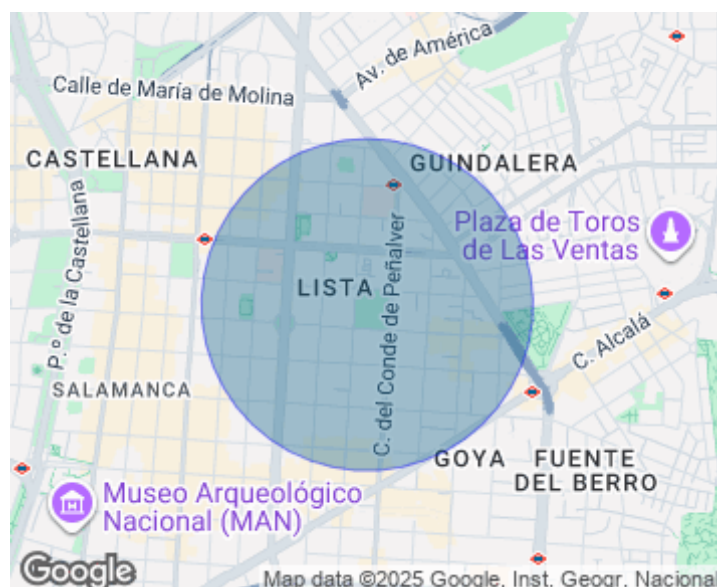 Av. de América
Calle de María de Molina
CASTELLANA
GUINDALERA
P.º de la Castellana
Plaza de Toros
de Las Ventas
LISTA
C. del Conde de Peñalver
C. Alcalá
SALAMANCA
GOYA
FUENTE
DEL BERRO
Museo Arqueológico
Nacional (MAN)
Google
Map data ©2025 Google, Inst. Geogr. Nacional